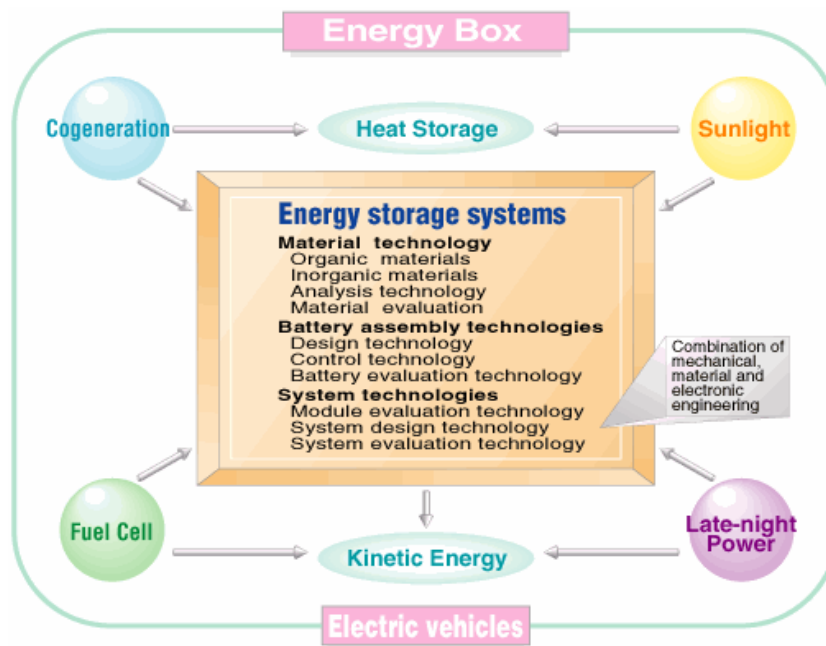 Energy Box
Cogeneration
Heat Storage
Sunlight
Energy storage systems
Material technology
Organic materials
Inorganic materials
Analysis technology
Material evaluation
Battery assembly technologies
Design technology
Control technology
Battery evaluation technology
System technologies
Module evaluation technology
System design technology
System evaluation technology
Combination of
mechanical,
material and
electronic
engineering
Fuel Cell
Kinetic Energy
Late-night
Power
Electric vehicles